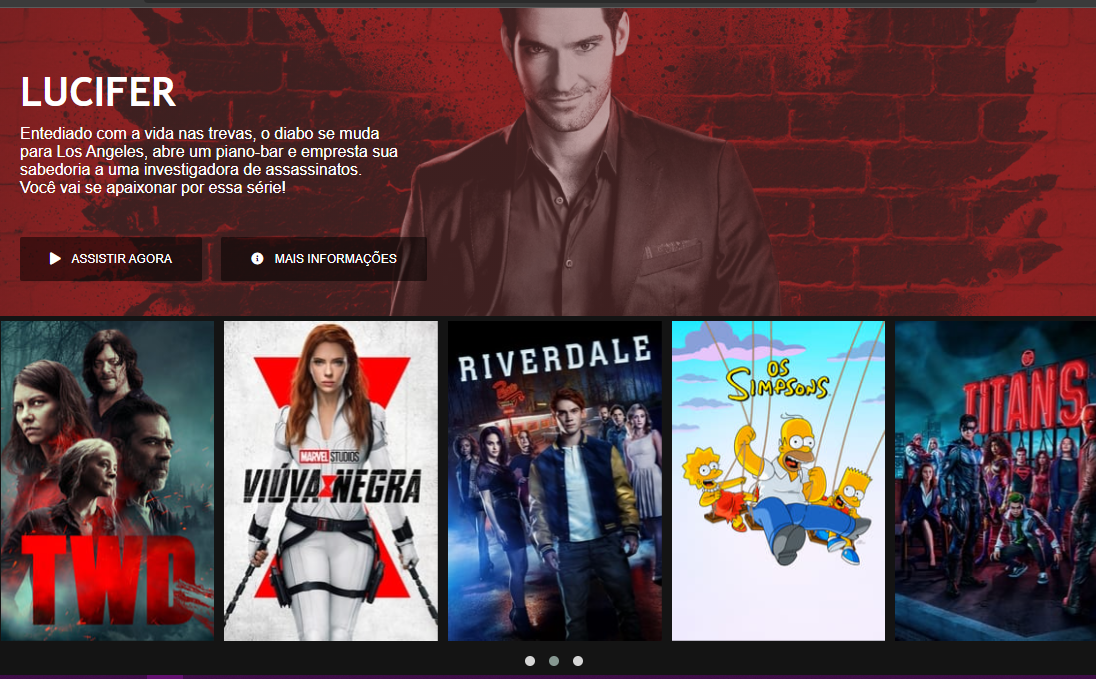 LUCIFER
Entediado com a vida nas trevas, o diabo se muda
para Los Angeles, abre um piano-bar e empresta sua
sabedoria a uma investigadora de assassinatos.
Você vai se apaixonar por essa série!
ASSISTIR AGORA
MAIS INFORMAÇÕES
TWD
MARVEL STUDIOS
VIÚVA NEGRA
RIVERDALE
OS
SIMPSONS
TITANS